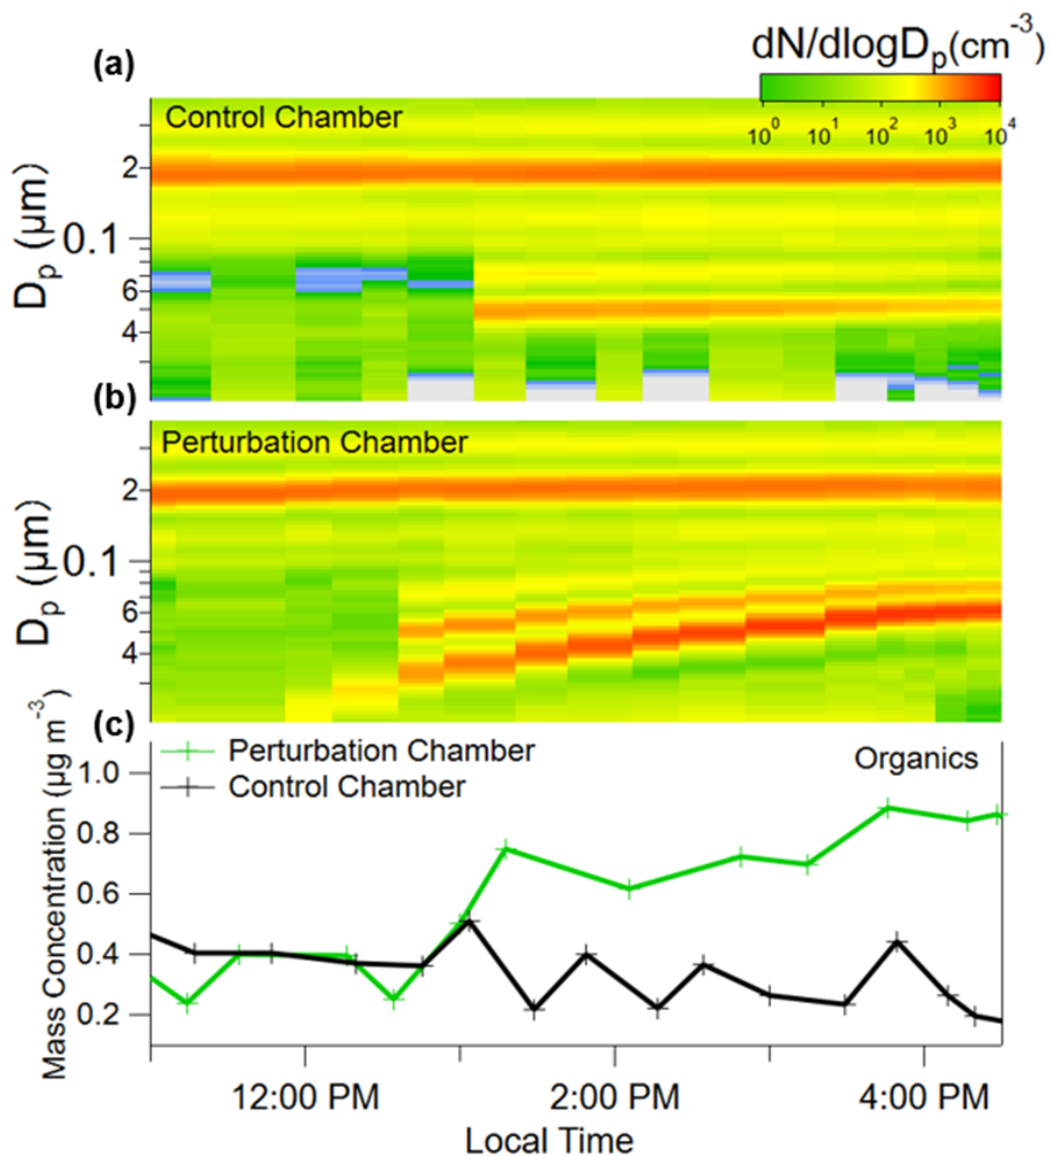 (a)
dN/dlogDp(cm-3)
Control Chamber
10^0 10^1 10^2 10^3 10^4
2
0.1
6
4
Dp (μm)
(b)
Perturbation Chamber
2
0.1
6
4
Dp (μm)
(c)
Perturbation Chamber
Control Chamber
Organics
1.0
0.8
0.6
0.4
0.2
Mass Concentration (μg m-3)
12:00 PM 2:00 PM 4:00 PM
Local Time